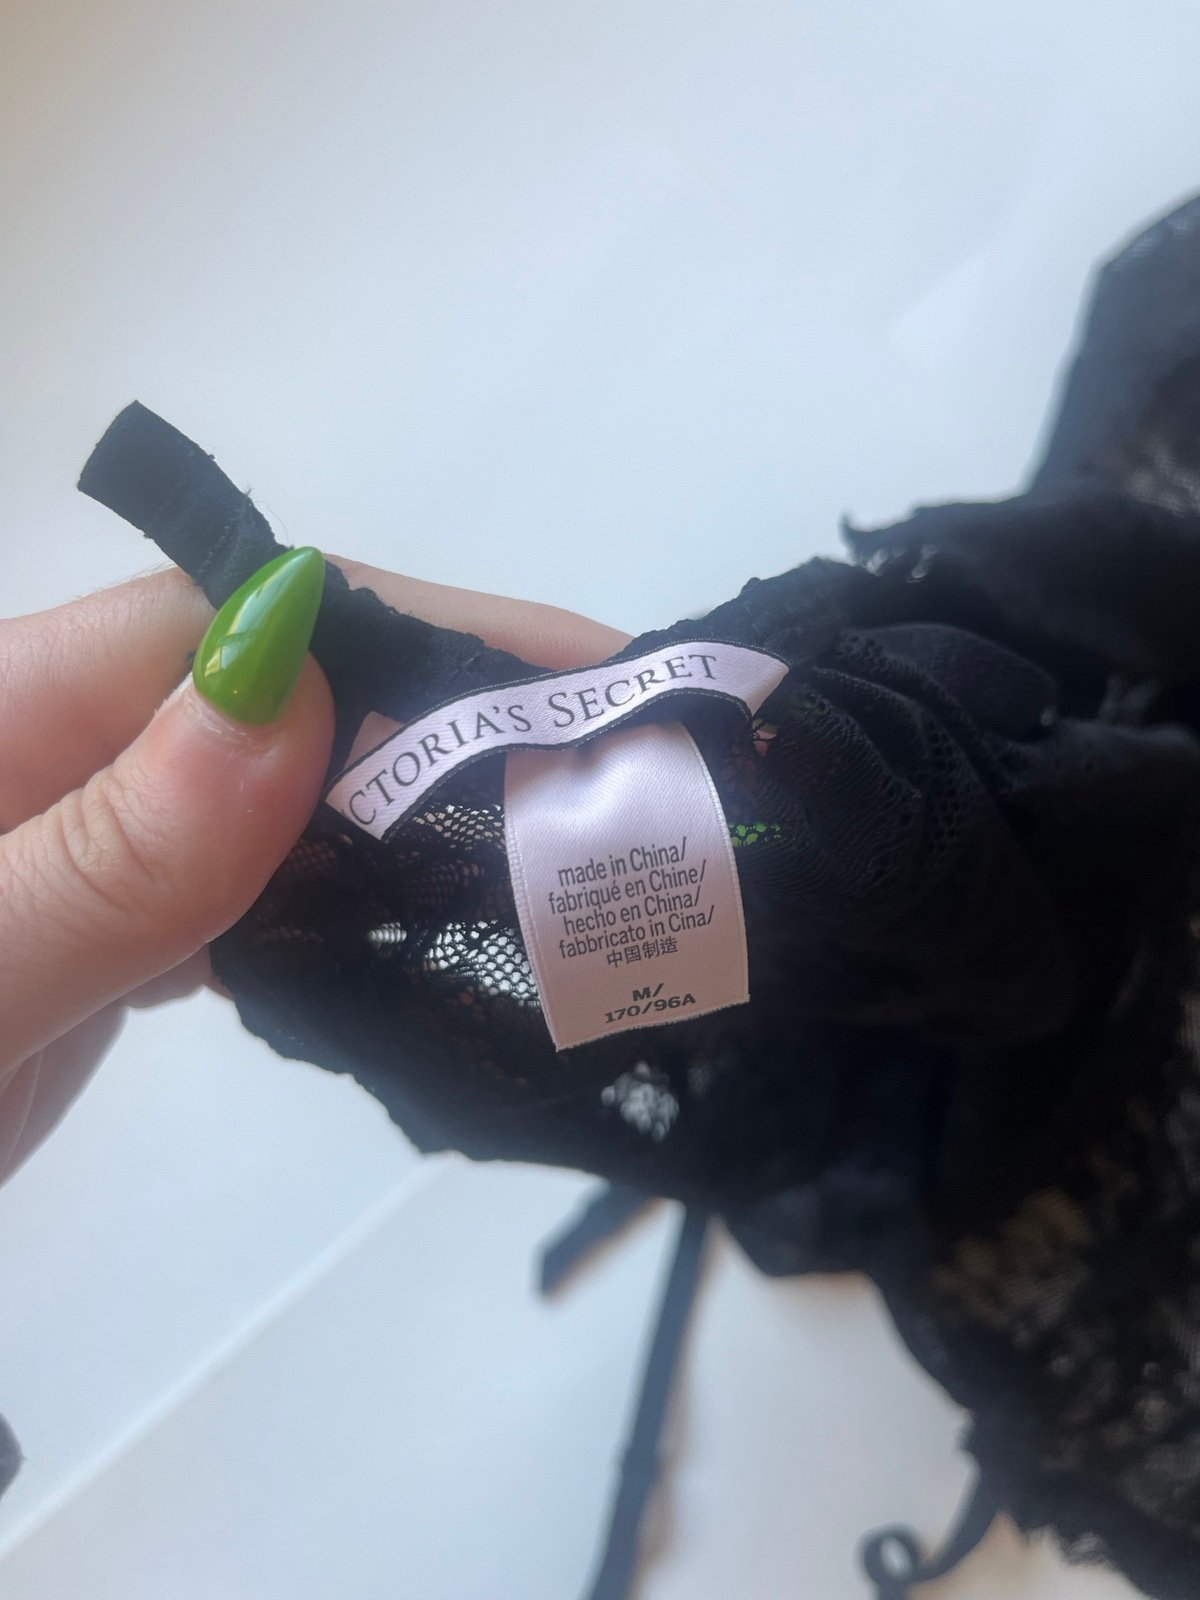 CTORIA'S SECRET
made in China/
fabriqué en Chine/
hecho en China/
fabbricato in Cina/
中国制造
M/
170/96A